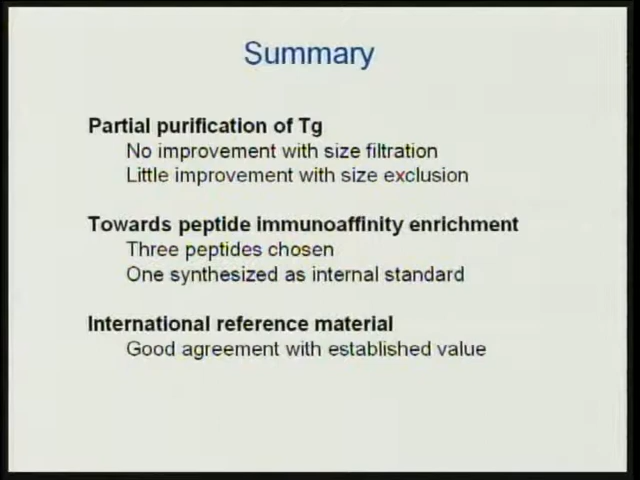 Summary
Partial purification of Tg
No improvement with size filtration
Little improvement with size exclusion
Towards peptide immunoaffinity enrichment
Three peptides chosen
One synthesized as internal standard
International reference material
Good agreement with established value